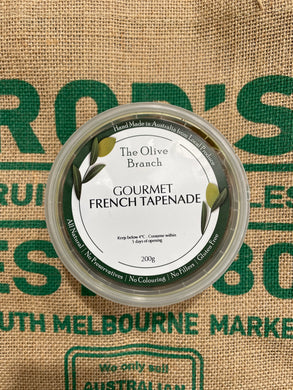 ROD'S
RUI
LES
ES
80
UTH MELBOURNE MARKE
We only sell
AUSTRALIAN
Hand Made in Australia from Local Produce
The Olive
Branch
GOURMET
FRENCH TAPENADE
Keep below 4°C. Consume within
5 days of opening
200g
All Natural | No Preservatives | No Colouring | No Fillers | Gluten Free